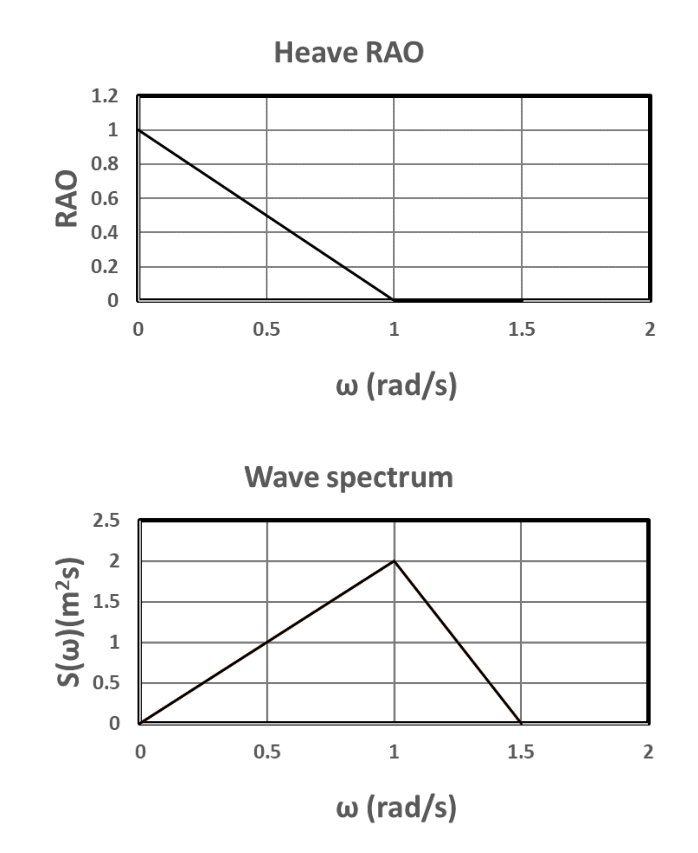 Heave RAO
1.2
1
0.8
0.6
0.4
0.2
0
RAO
0 0.5 1 1.5 2
ω (rad/s)
Wave spectrum
2.5
2
1.5
1
0.5
0
S(ω)(m²s)
0 0.5 1 1.5 2
ω (rad/s)